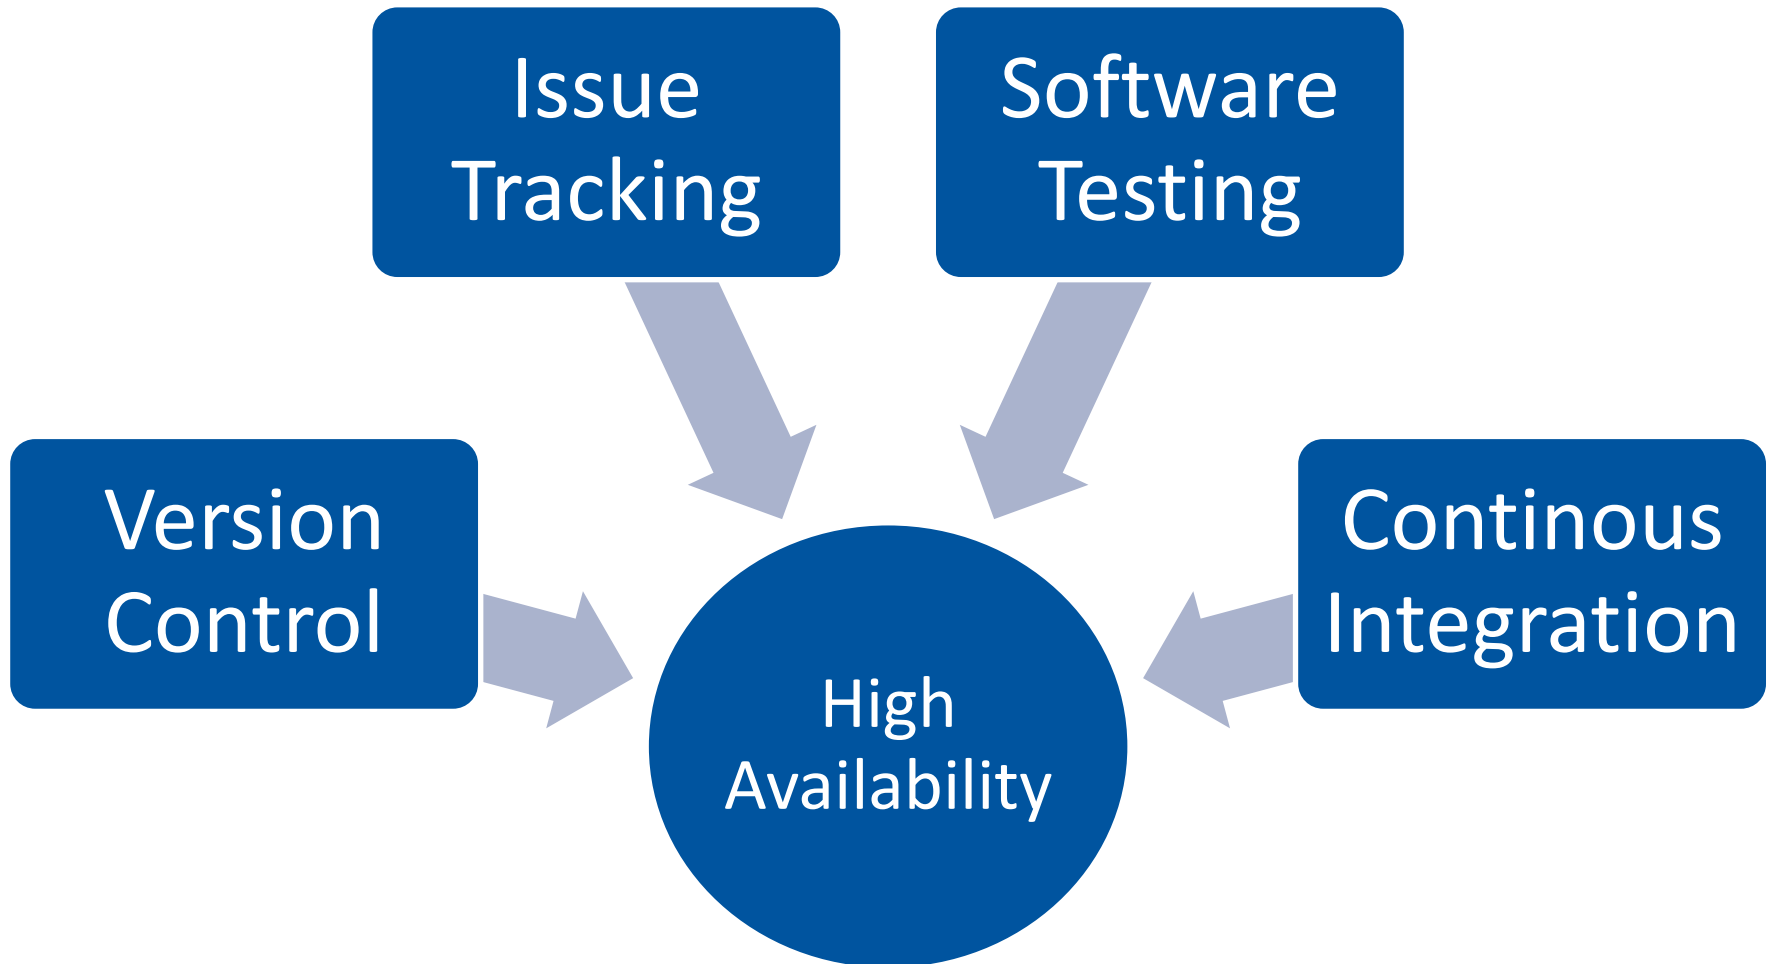 Issue
Tracking
Software
Testing
Version
Control
Continous
Integration
High
Availability